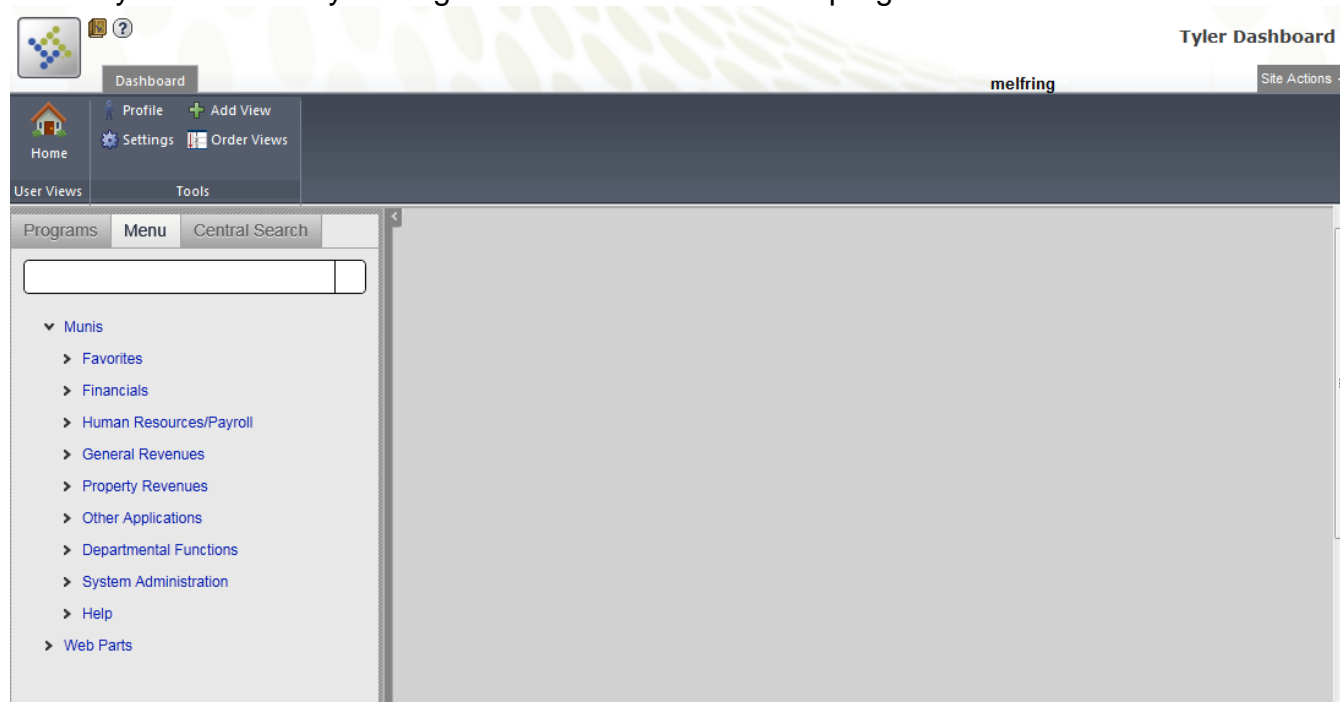 Tyler Dashboard
Dashboard
melfring
Site Actions
Profile
Add View
Settings
Order Views
Home
User Views
Tools
Programs
Menu
Central Search
Munis
Favorites
Financials
Human Resources/Payroll
General Revenues
Property Revenues
Other Applications
Departmental Functions
System Administration
Help
Web Parts